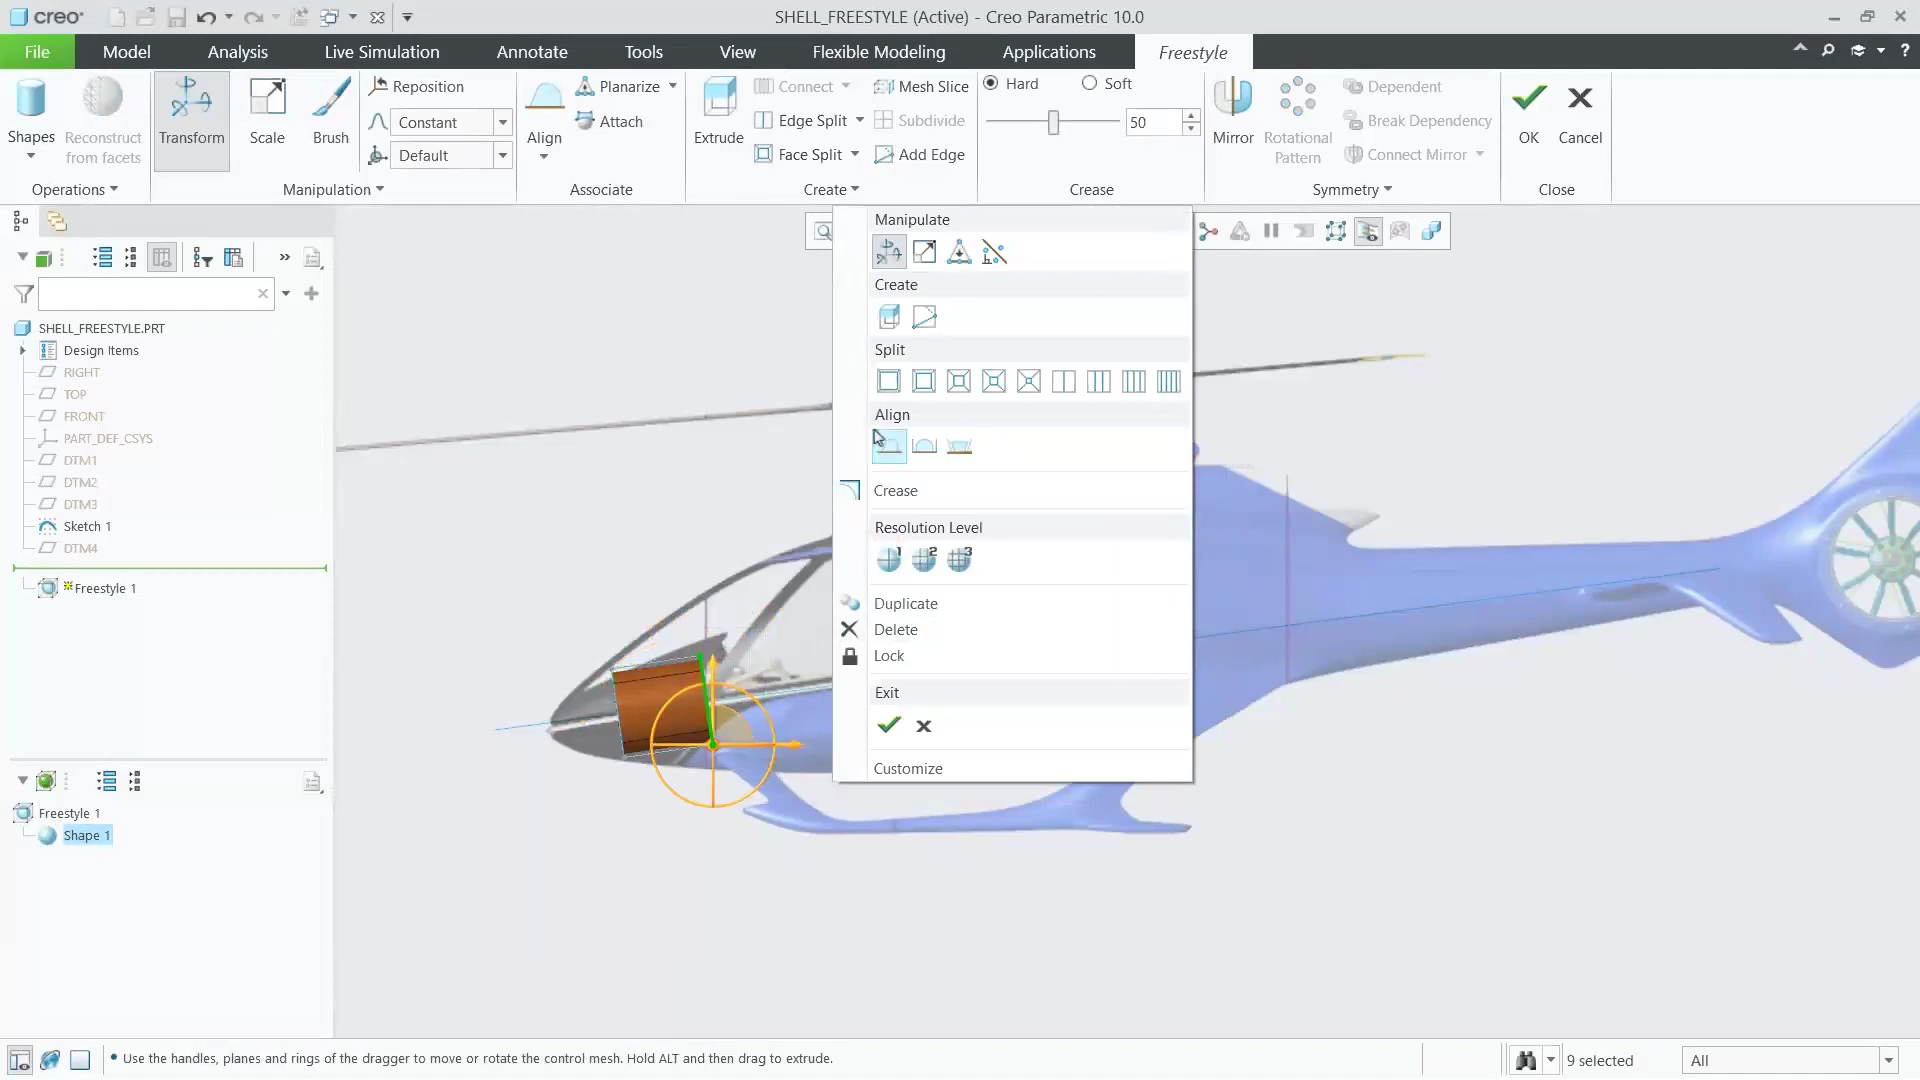 creo®
SHELL_FREESTYLE (Active) - Creo Parametric 10.0
File
Model
Analysis
Live Simulation
Annotate
Tools
View
Flexible Modeling
Applications
Freestyle
?
Shapes
Reconstruct
from facets
Operations
Transform
Scale
Brush
Reposition
Constant
Default
Manipulation
Align
Planarize
Attach
Associate
Extrude
Connect
Edge Split
Face Split
Mesh Slice
Subdivide
Add Edge
Create
Hard
Soft
50
Crease
Mirror
Rotational
Pattern
Dependent
Break Dependency
Connect Mirror
Symmetry
OK
Cancel
Close
SHELL_FREESTYLE.PRT
Design Items
RIGHT
TOP
FRONT
PART_DEF_CSYS
DTM1
DTM2
DTM3
Sketch 1
DTM4
Freestyle 1
Freestyle 1
Shape 1
Manipulate
Create
Split
Align
Crease
Resolution Level
1
2
3
Duplicate
Delete
Lock
Exit
Customize
• Use the handles, planes and rings of the dragger to move or rotate the control mesh. Hold ALT and then drag to extrude.
9 selected
All